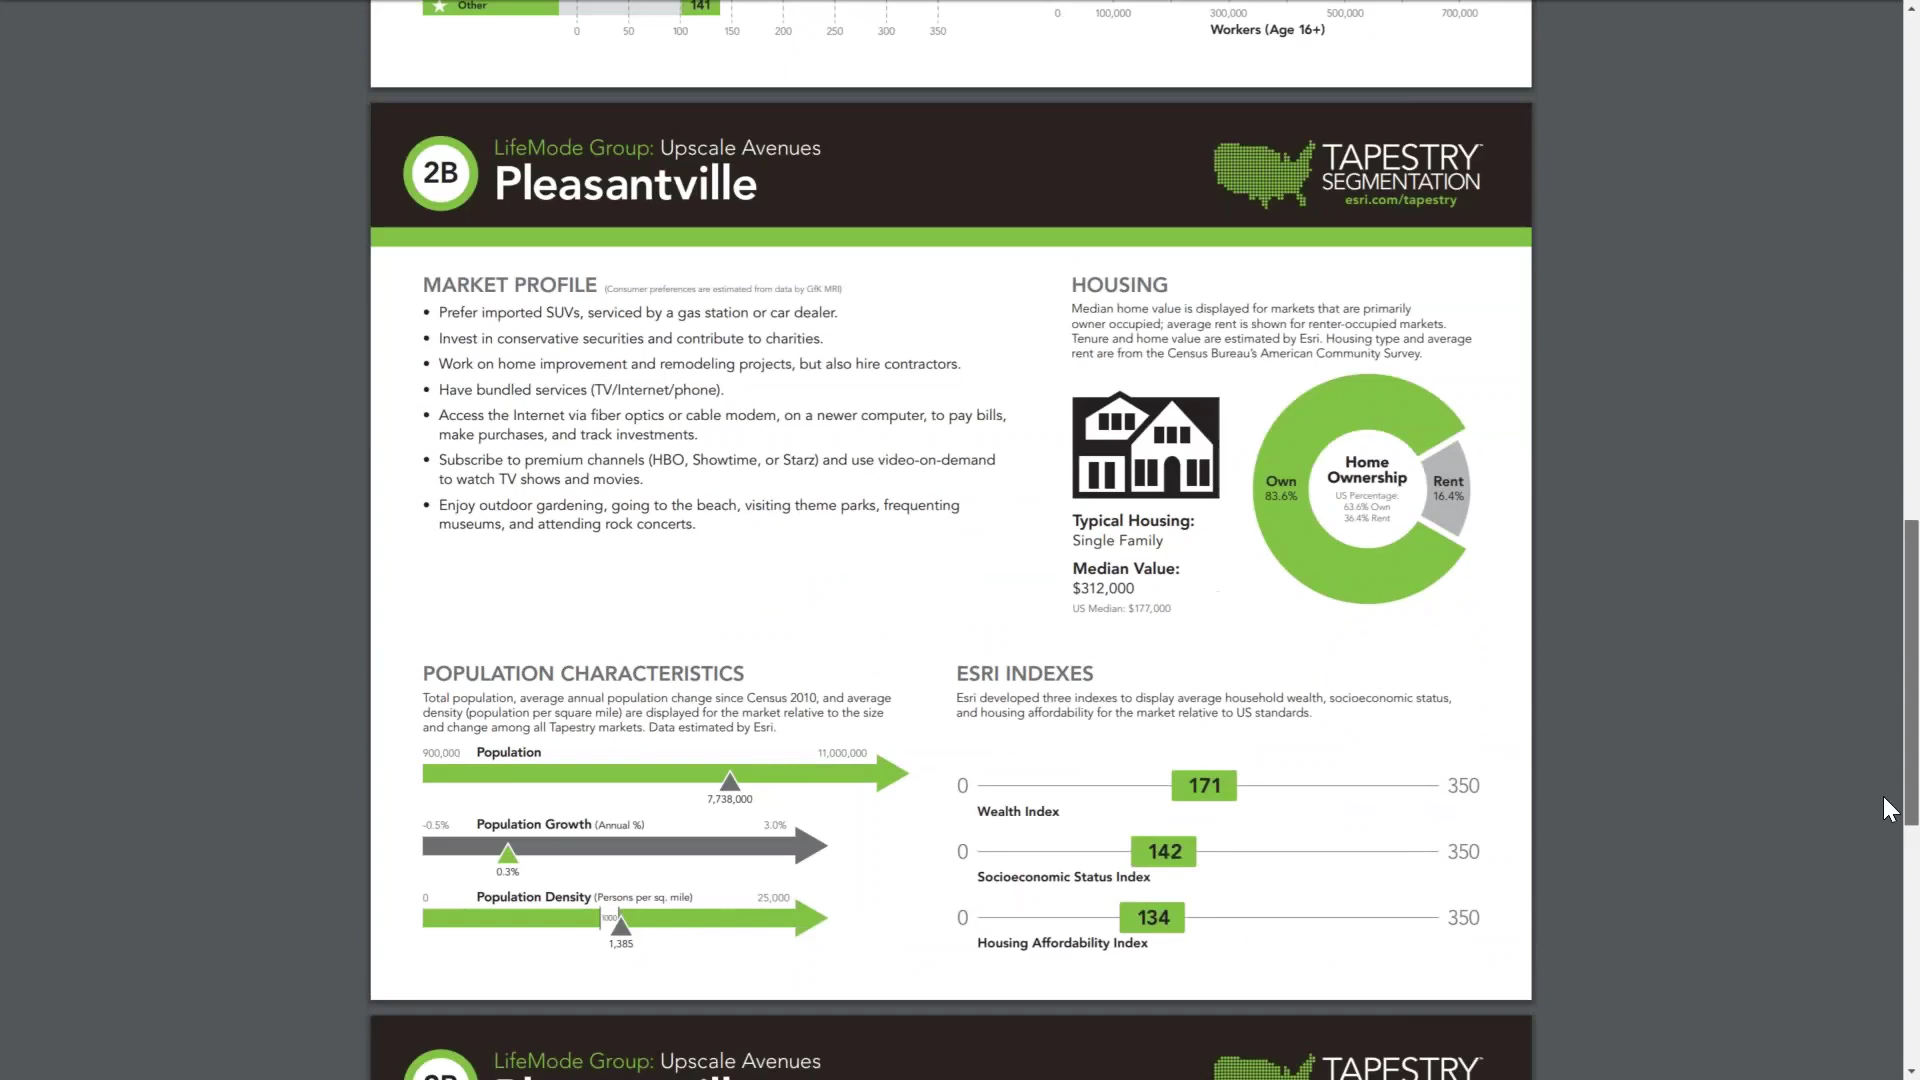 Other
141
0 50 100 150 200 250 300 350
0 100,000 300,000 500,000 700,000
Workers (Age 16+)
2B
LifeMode Group: Upscale Avenues
Pleasantville
TAPESTRY™
SEGMENTATION
esri.com/tapestry
MARKET PROFILE (Consumer preferences are estimated from data by GfK MRI)
• Prefer imported SUVs, serviced by a gas station or car dealer.
• Invest in conservative securities and contribute to charities.
• Work on home improvement and remodeling projects, but also hire contractors.
• Have bundled services (TV/Internet/phone).
• Access the Internet via fiber optics or cable modem, on a newer computer, to pay bills,
make purchases, and track investments.
• Subscribe to premium channels (HBO, Showtime, or Starz) and use video-on-demand
to watch TV shows and movies.
• Enjoy outdoor gardening, going to the beach, visiting theme parks, frequenting
museums, and attending rock concerts.
HOUSING
Median home value is displayed for markets that are primarily
owner occupied; average rent is shown for renter-occupied markets.
Tenure and home value are estimated by Esri. Housing type and average
rent are from the Census Bureau's American Community Survey.
Typical Housing:
Single Family
Median Value:
$312,000
US Median: $177,000
Own
83.6%
Home
Ownership
US Percentage:
63.6% Own
36.4% Rent
Rent
16.4%
POPULATION CHARACTERISTICS
Total population, average annual population change since Census 2010, and average
density (population per square mile) are displayed for the market relative to the size
and change among all Tapestry markets. Data estimated by Esri.
900,000 Population 11,000,000
7,738,000
-0.5% Population Growth (Annual %) 3.0%
0.3%
0 Population Density (Persons per sq. mile) 25,000
1000
1,385
ESRI INDEXES
Esri developed three indexes to display average household wealth, socioeconomic status,
and housing affordability for the market relative to US standards.
0 171 350
Wealth Index
0 142 350
Socioeconomic Status Index
0 134 350
Housing Affordability Index
LifeMode Group: Upscale Avenues
TAPESTRY™